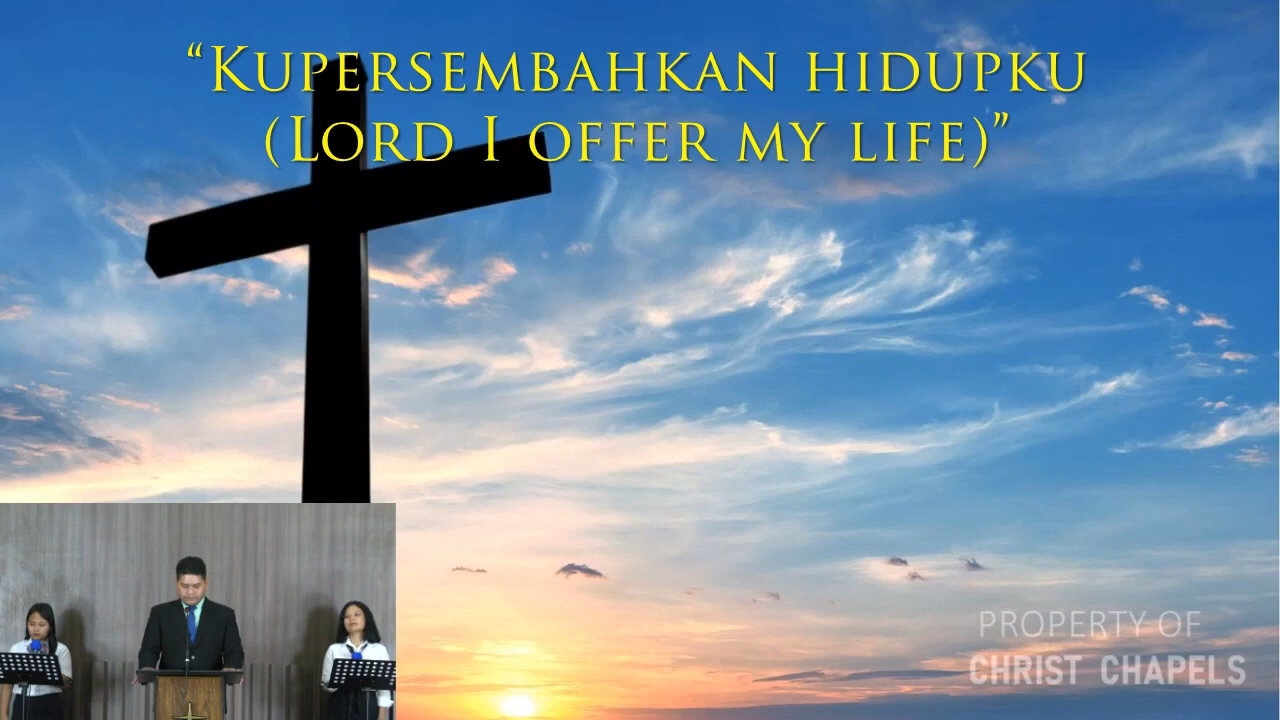 “Kupersembahkan hidupku
(Lord I offer my life)”
PROPERTY OF
CHRIST CHAPELS